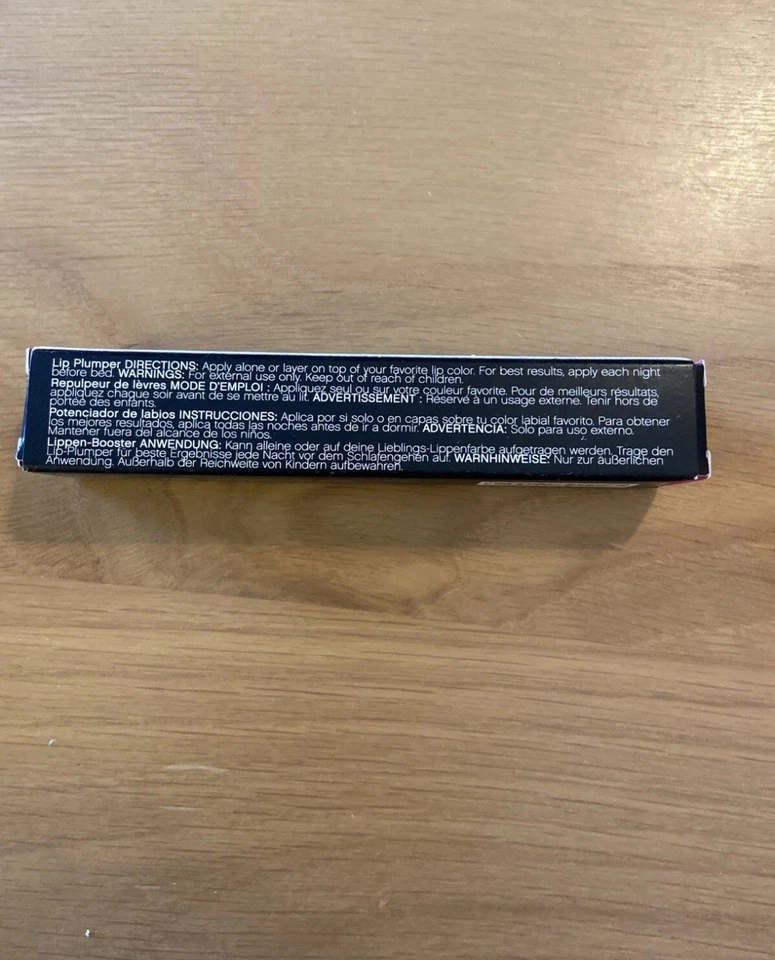 Lip Plumper DIRECTIONS: Apply alone or layer on top of your favorite lip color. For best results, apply each night
before bed. WARNINGS: For external use only. Keep out of reach of children.
Repulpeur de lèvres MODE D'EMPLOI : Appliquez seul ou sur votre couleur favorite. Pour de meilleurs résultats,
appliquez chaque soir avant de se mettre au lit. ADVERTISSEMENT : Réservé à un usage externe. Tenir hors de
portée des enfants.
Potenciador de labios INSTRUCCIONES: Aplica por si solo o en capas sobre tu color labial favorito. Para obtener
los mejores resultados, aplica todas las noches antes de ir a dormir. ADVERTENCIA: Solo para uso externo.
Mantener fuera del alcance de los niños.
Lippen-Booster ANWENDUNG: Kann alleine oder auf deine Lieblings-Lippenfarbe aufgetragen werden. Trage den
Lip-Plumper für beste Ergebnisse jede Nacht vor dem Schlafengehen auf. WARNHINWEISE: Nur zur äußerlichen
Anwendung. Außerhalb der Reichweite von Kindern aufbewahren.